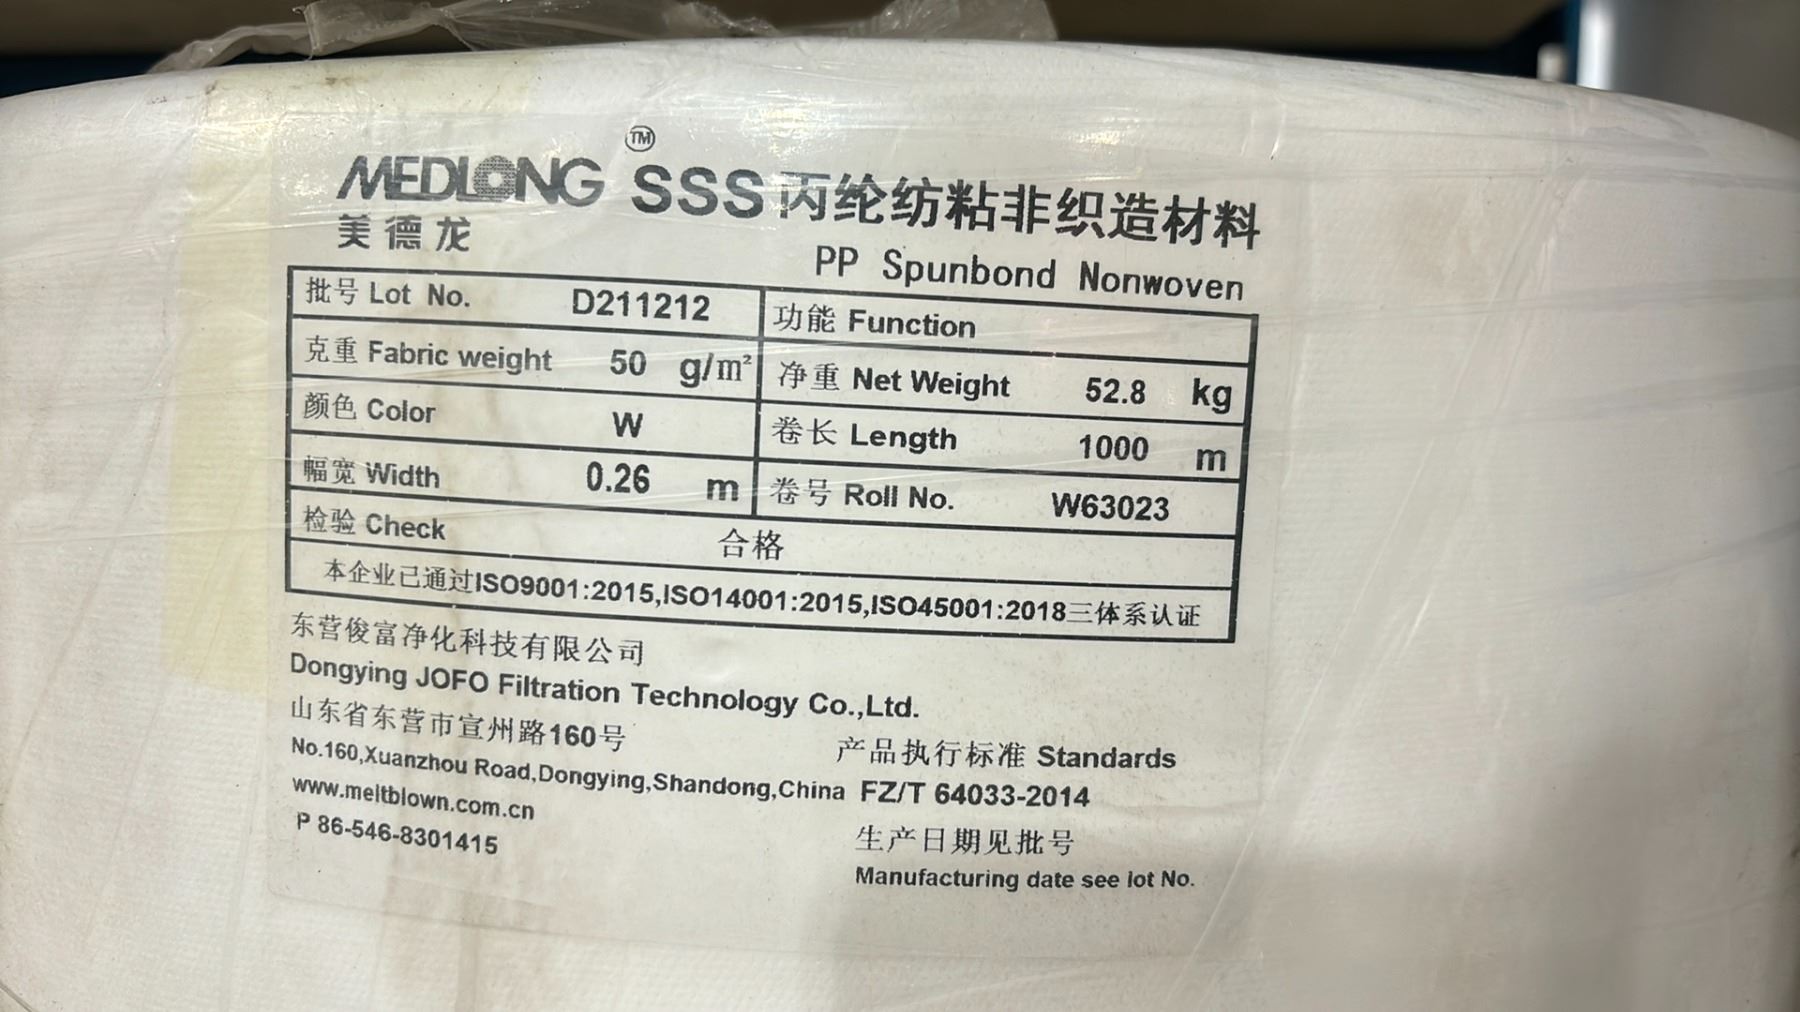 MEDLONG™ SSS丙纶纺粘非织造材料
美德龙
PP Spunbond Nonwoven
批号 Lot No. D211212
功能 Function
克重 Fabric weight 50 g/m²
净重 Net Weight 52.8 kg
颜色 Color W
卷长 Length 1000 m
幅宽 Width 0.26 m
卷号 Roll No. W63023
检验 Check 合格
本企业已通过ISO9001:2015,ISO14001:2015,ISO45001:2018三体系认证
东营俊富净化科技有限公司
Dongying JOFO Filtration Technology Co.,Ltd.
山东省东营市宣州路160号
No.160,Xuanzhou Road,Dongying,Shandong,China
www.meltblown.com.cn
P 86-546-8301415
产品执行标准 Standards
FZ/T 64033-2014
生产日期见批号
Manufacturing date see lot No.